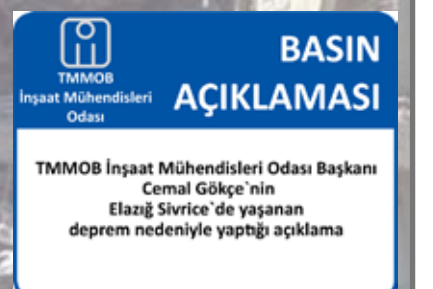 TMMOB
İnşaat Mühendisleri
Odası
BASIN
AÇIKLAMASI
TMMOB İnşaat Mühendisleri Odası Başkanı
Cemal Gökçe`nin
Elazığ Sivrice`de yaşanan
deprem nedeniyle yaptığı açıklama